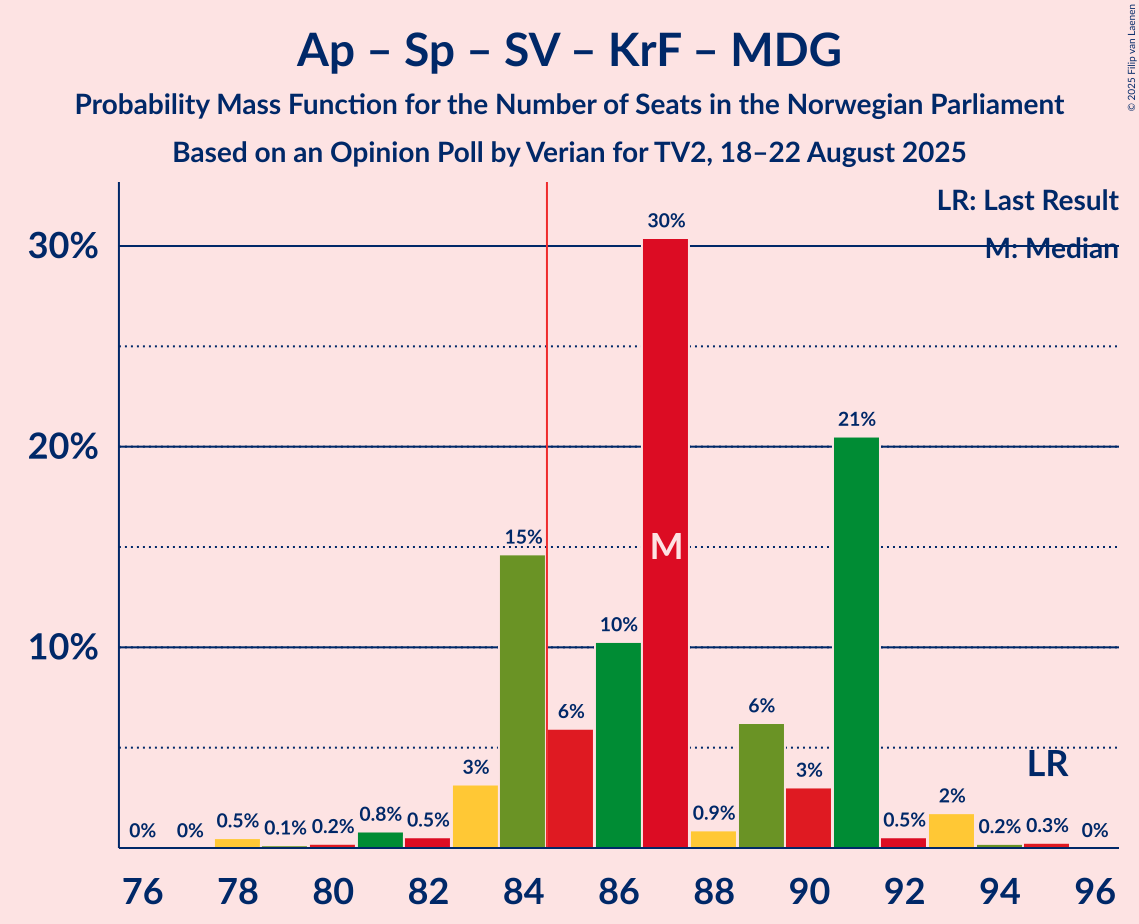 Ap – Sp – SV – KrF – MDG
Probability Mass Function for the Number of Seats in the Norwegian Parliament
Based on an Opinion Poll by Verian for TV2, 18–22 August 2025
© 2025 Filip van Laenen
LR: Last Result
M: Median
30%
20%
10%
0%
0%
0.5%
0.1%
0.2%
0.8%
0.5%
3%
15%
6%
10%
30%
M
0.9%
6%
3%
21%
0.5%
2%
0.2%
0.3%
0%
LR
76 78 80 82 84 86 88 90 92 94 96